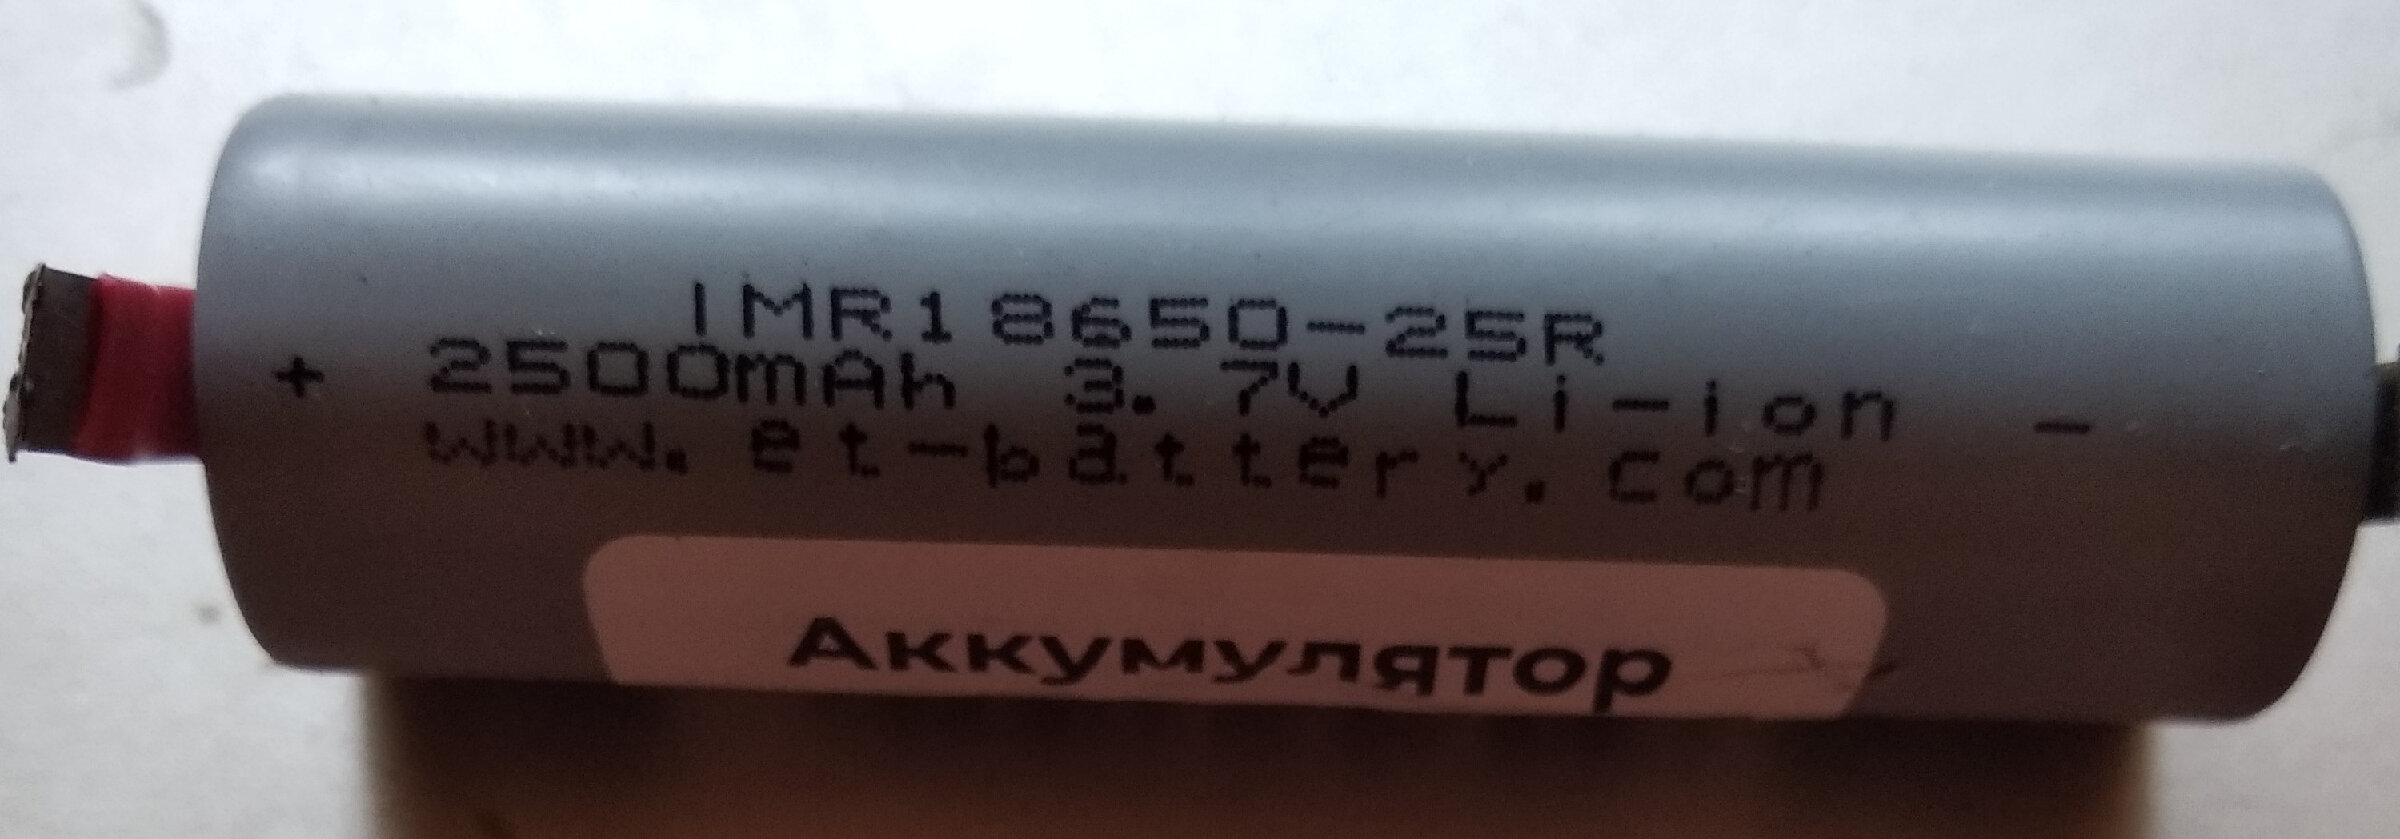 IMR18650-25R
+ 2500mAh 3.7V Li-ion -
www.et-battery.com
Аккумулятор